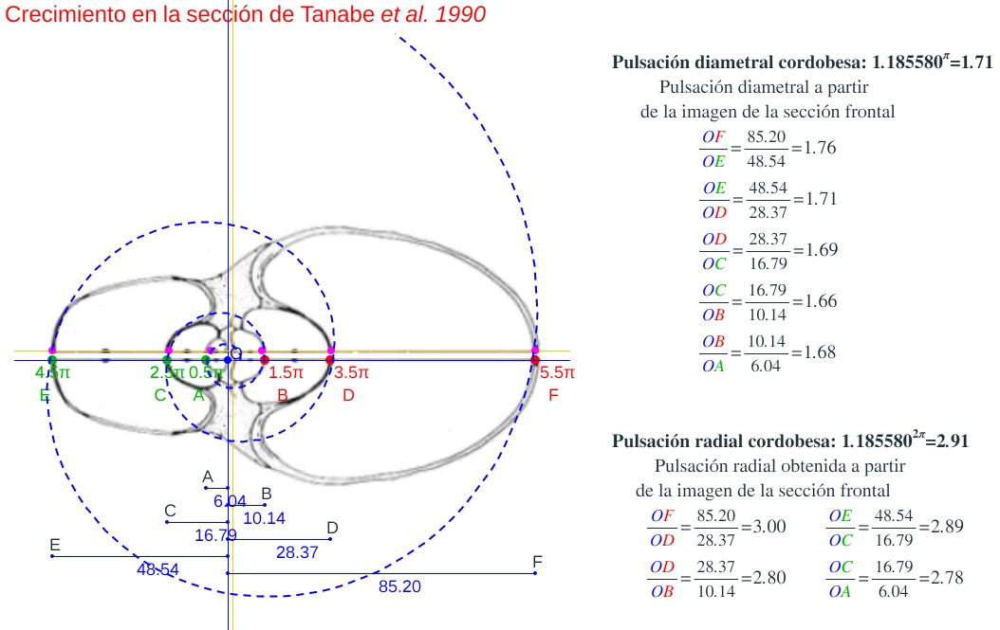 Crecimiento en la sección de Tanabe et al. 1990
Pulsación diametral cordobesa: 1.185580^π=1.71
Pulsación diametral a partir
de la imagen de la sección frontal
OF/OE = 85.20/48.54 =1.76
OE/OD = 48.54/28.37 =1.71
OD/OC = 28.37/16.79 =1.69
OC/OB = 16.79/10.14 =1.66
OB/OA = 10.14/6.04 =1.68
O
4.5π 2.5π 0.5π 1.5π 3.5π 5.5π
E C A B D F
A
6.04 B
10.14
C
16.79 D
28.37
E
48.54 F
85.20
Pulsación radial cordobesa: 1.185580^2π=2.91
Pulsación radial obtenida a partir
de la imagen de la sección frontal
OF/OD = 85.20/28.37 =3.00 OE/OC = 48.54/16.79 =2.89
OD/OB = 28.37/10.14 =2.80 OC/OA = 16.79/6.04 =2.78